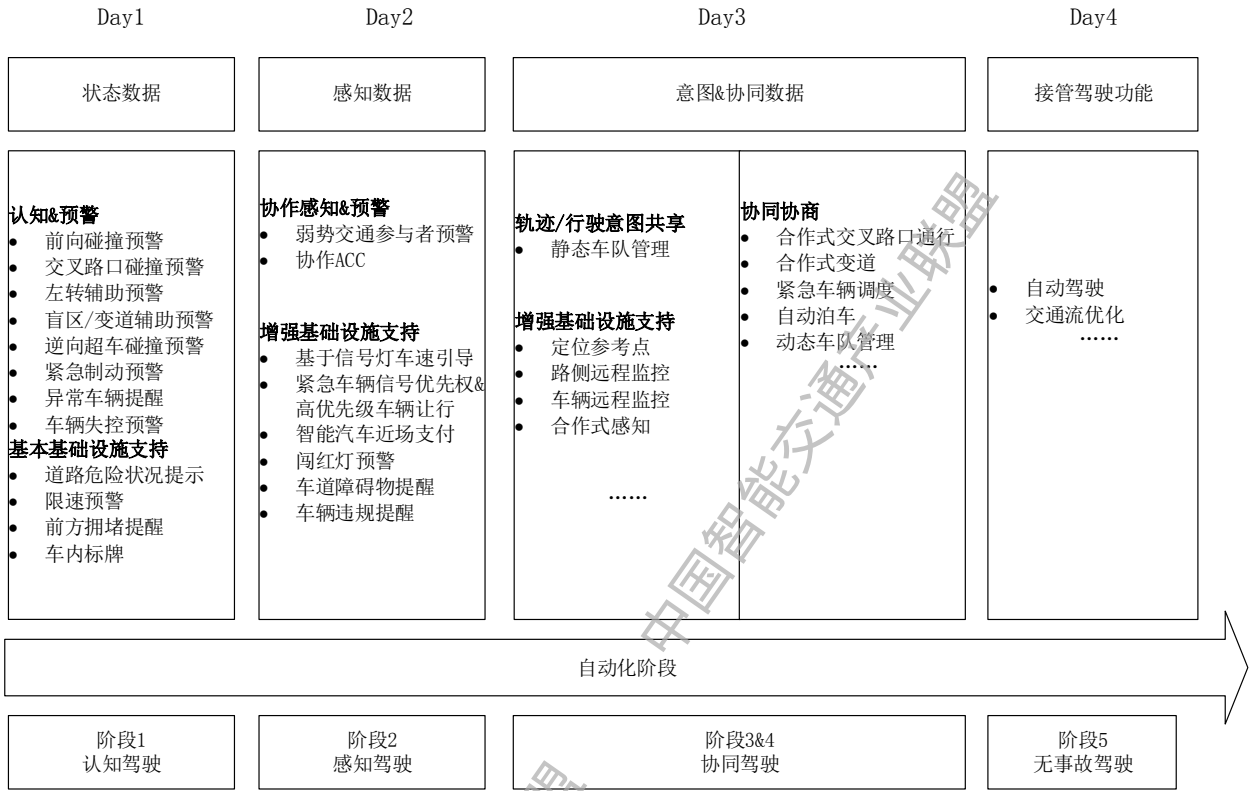 Day1
Day2
Day3
Day4
状态数据
感知数据
意图&协同数据
接管驾驶功能
认知&预警
● 前向碰撞预警
● 交叉路口碰撞预警
● 左转辅助预警
● 盲区/变道辅助预警
● 逆向超车碰撞预警
● 紧急制动预警
● 异常车辆提醒
● 车辆失控预警
基本基础设施支持
● 道路危险状况提示
● 限速预警
● 前方拥堵提醒
● 车内标牌
协作感知&预警
● 弱势交通参与者预警
● 协作ACC
增强基础设施支持
● 基于信号灯车速引导
● 紧急车辆信号优先权&
高优先级车辆让行
● 智能汽车近场支付
● 闯红灯预警
● 车道障碍物提醒
● 车辆违规提醒
轨迹/行驶意图共享
● 静态车队管理
增强基础设施支持
● 定位参考点
● 路侧远程监控
● 车辆远程监控
● 合作式感知
……
协同协商
● 合作式交叉路口通行
● 合作式变道
● 紧急车辆调度
● 自动泊车
● 动态车队管理
……
● 自动驾驶
● 交通流优化
……
中国智能交通产业联盟
自动化阶段
阶段1
认知驾驶
阶段2
感知驾驶
阶段3&4
协同驾驶
阶段5
无事故驾驶
盟